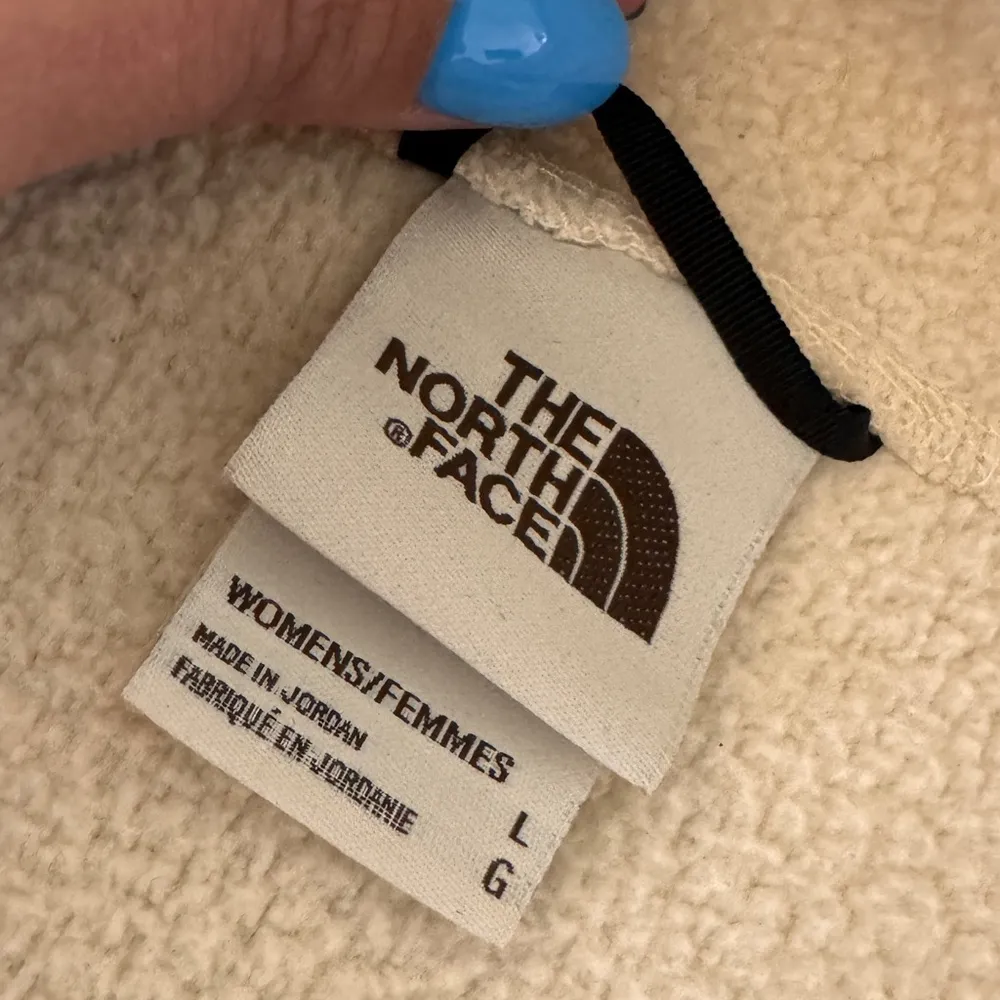 THE
NORTH
®FACE
WOMENS/FEMMES
MADE IN JORDAN
FABRIQUÉ EN JORDANIE
L
G